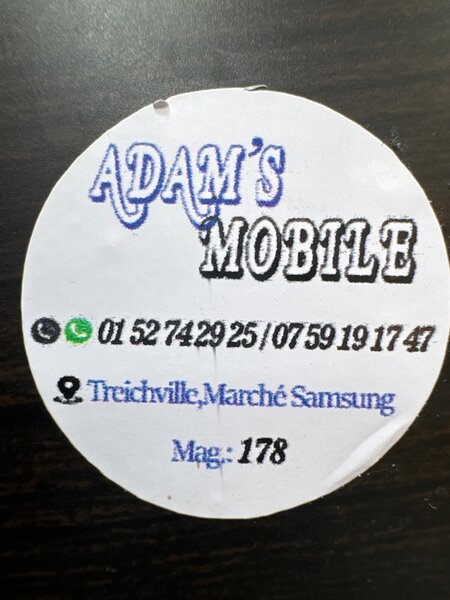 ADAM'S
MOBILE
01 52 74 29 25 / 07 59 19 17 47
Treichville,Marché Samsung
Mag.: 178